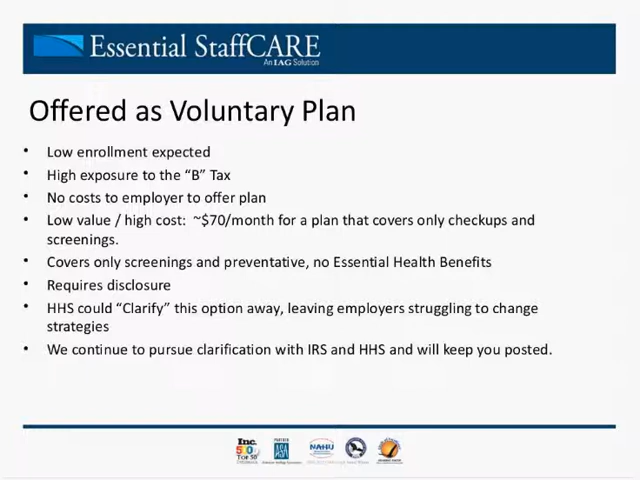 Essential StaffCARE
An IAG Solution
Offered as Voluntary Plan
• Low enrollment expected
• High exposure to the “B” Tax
• No costs to employer to offer plan
• Low value / high cost: ~$70/month for a plan that covers only checkups and
screenings.
• Covers only screenings and preventative, no Essential Health Benefits
• Requires disclosure
• HHS could “Clarify” this option away, leaving employers struggling to change
strategies
• We continue to pursue clarification with IRS and HHS and will keep you posted.
Inc.
ASA
NAHU